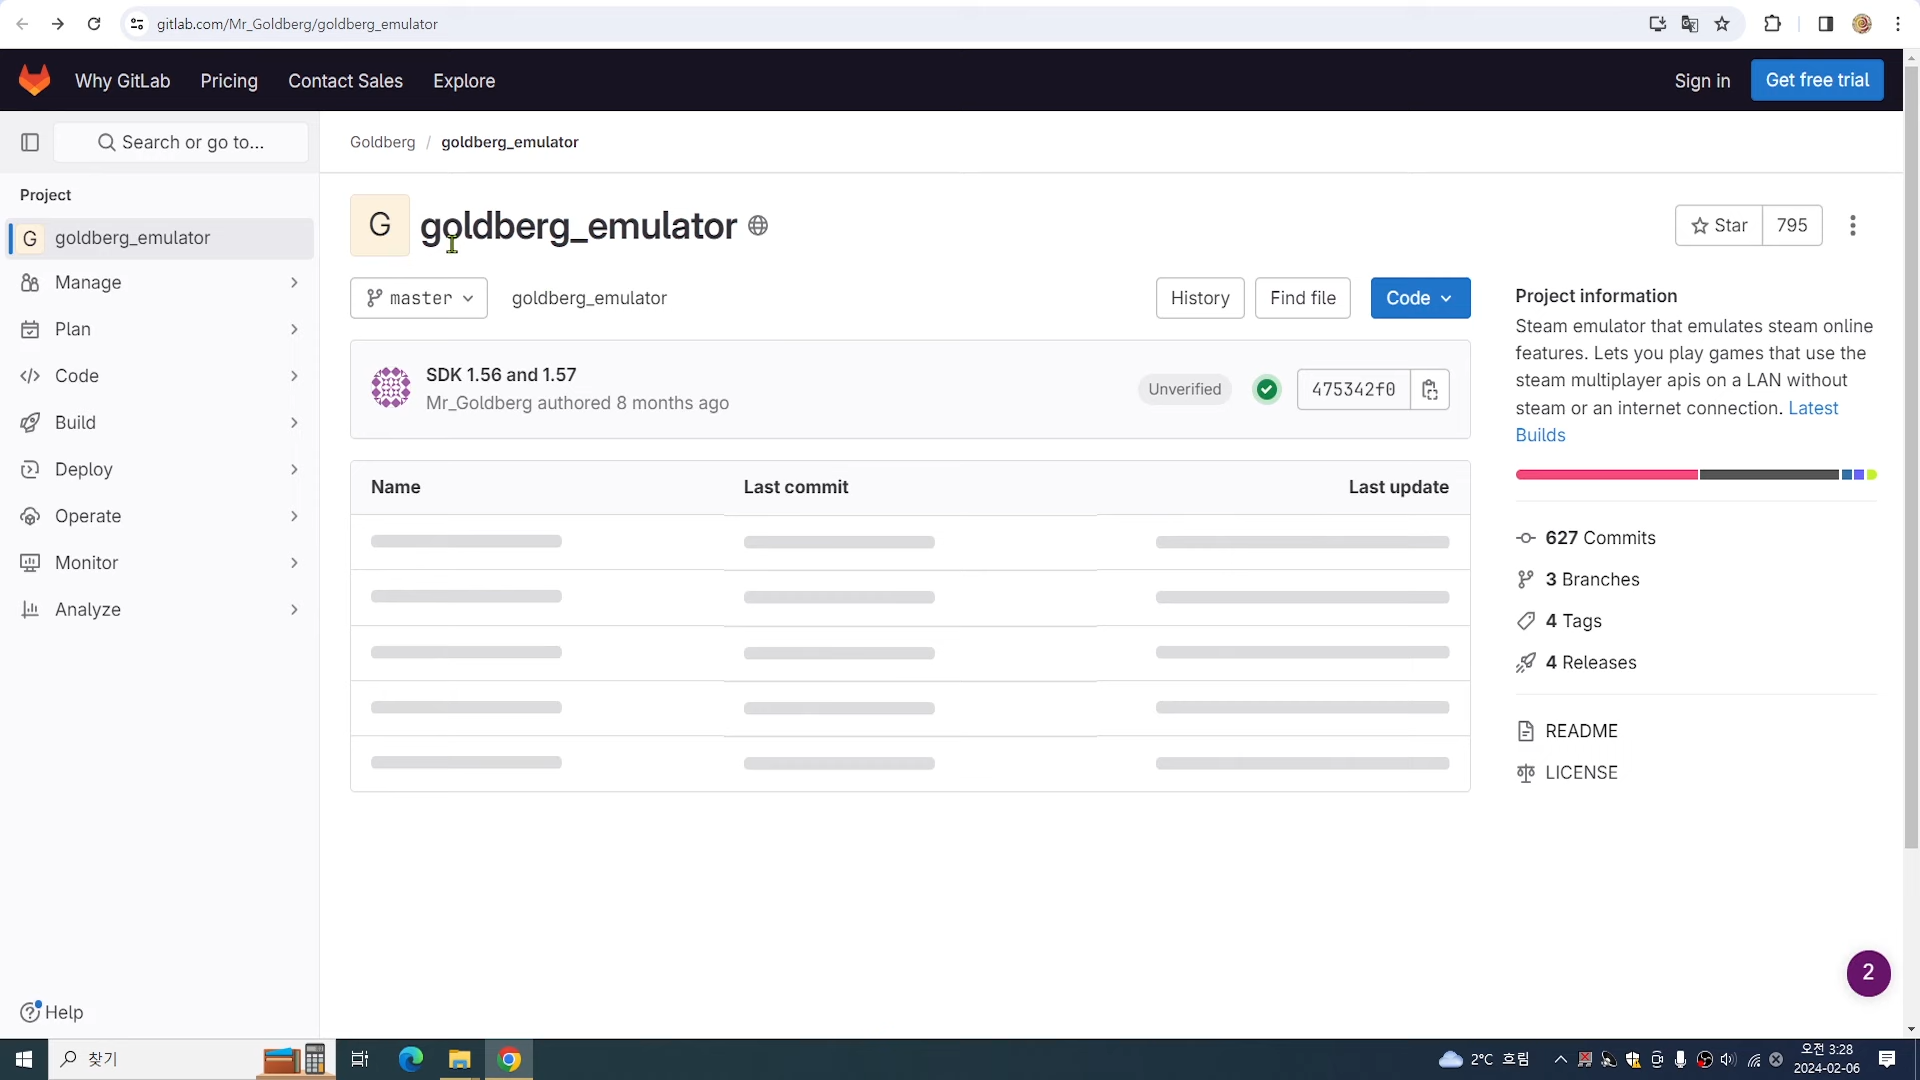 gitlab.com/Mr_Goldberg/goldberg_emulator
Why GitLab
Pricing
Contact Sales
Explore
Sign in
Get free trial
Search or go to...
Goldberg / goldberg_emulator
Project
G goldberg_emulator
Manage
Plan
Code
Build
Deploy
Operate
Monitor
Analyze
Help
G goldberg_emulator
Star 795
master
goldberg_emulator
History
Find file
Code
SDK 1.56 and 1.57
Mr_Goldberg authored 8 months ago
Unverified
475342f0
Name Last commit Last update
Project information
Steam emulator that emulates steam online
features. Lets you play games that use the
steam multiplayer apis on a LAN without
steam or an internet connection. Latest
Builds
627 Commits
3 Branches
4 Tags
4 Releases
README
LICENSE
2
찾기
2°C 흐림
오전 3:28
2024-02-06